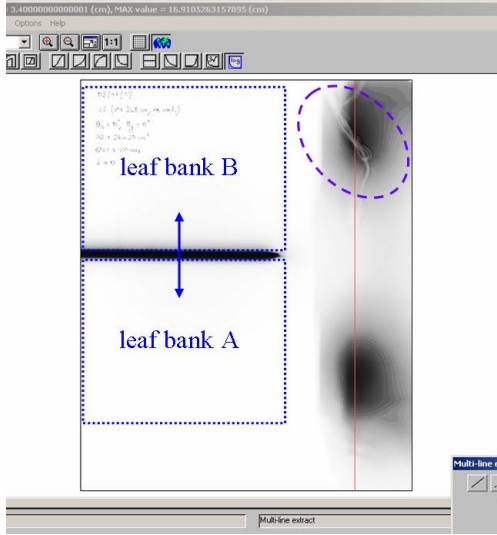 = 3.40000000000001 (cm), MAX value = 16.9105263157895 (cm)
Options Help
1:1
log
leaf bank B
leaf bank A
Multi-line
Multi-line extract